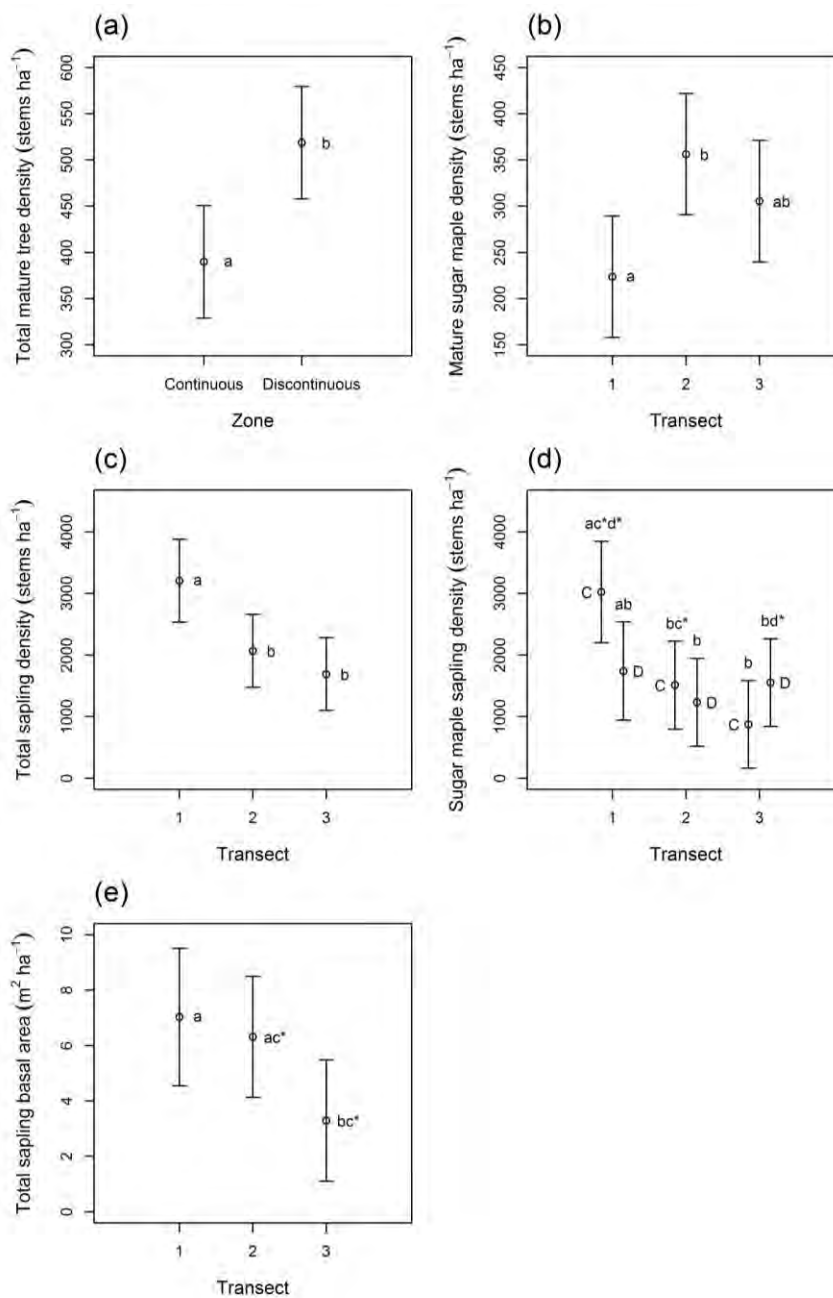 (a)
Total mature tree density (stems ha⁻¹)
600
550
500
450
400
350
300
a
b
Continuous Discontinuous
Zone
(b)
Mature sugar maple density (stems ha⁻¹)
450
400
350
300
250
200
150
a
b
ab
1 2 3
Transect
(c)
Total sapling density (stems ha⁻¹)
4000
3000
2000
1000
0
a
b
b
1 2 3
Transect
(d)
Sugar maple sapling density (stems ha⁻¹)
4000
3000
2000
1000
0
ac*d*
C
ab
D
bc*
C
b
D
b
C
bd*
D
1 2 3
Transect
(e)
Total sapling basal area (m² ha⁻¹)
10
8
6
4
2
0
a
ac*
bc*
1 2 3
Transect